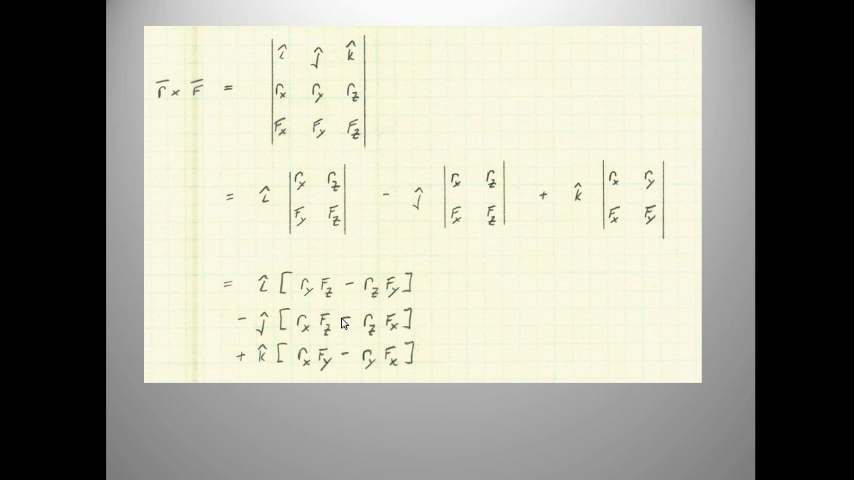 r̄ × F̄ = | î ĵ k̂ |
| rx ry rz |
| Fx Fy Fz |
= î | ry rz | - ĵ | rx rz | + k̂ | rx ry |
| Fy Fz | | Fx Fz | | Fx Fy |
= î [ ry Fz - rz Fy ]
- ĵ [ rx Fz - rz Fx ]
+ k̂ [ rx Fy - ry Fx ]